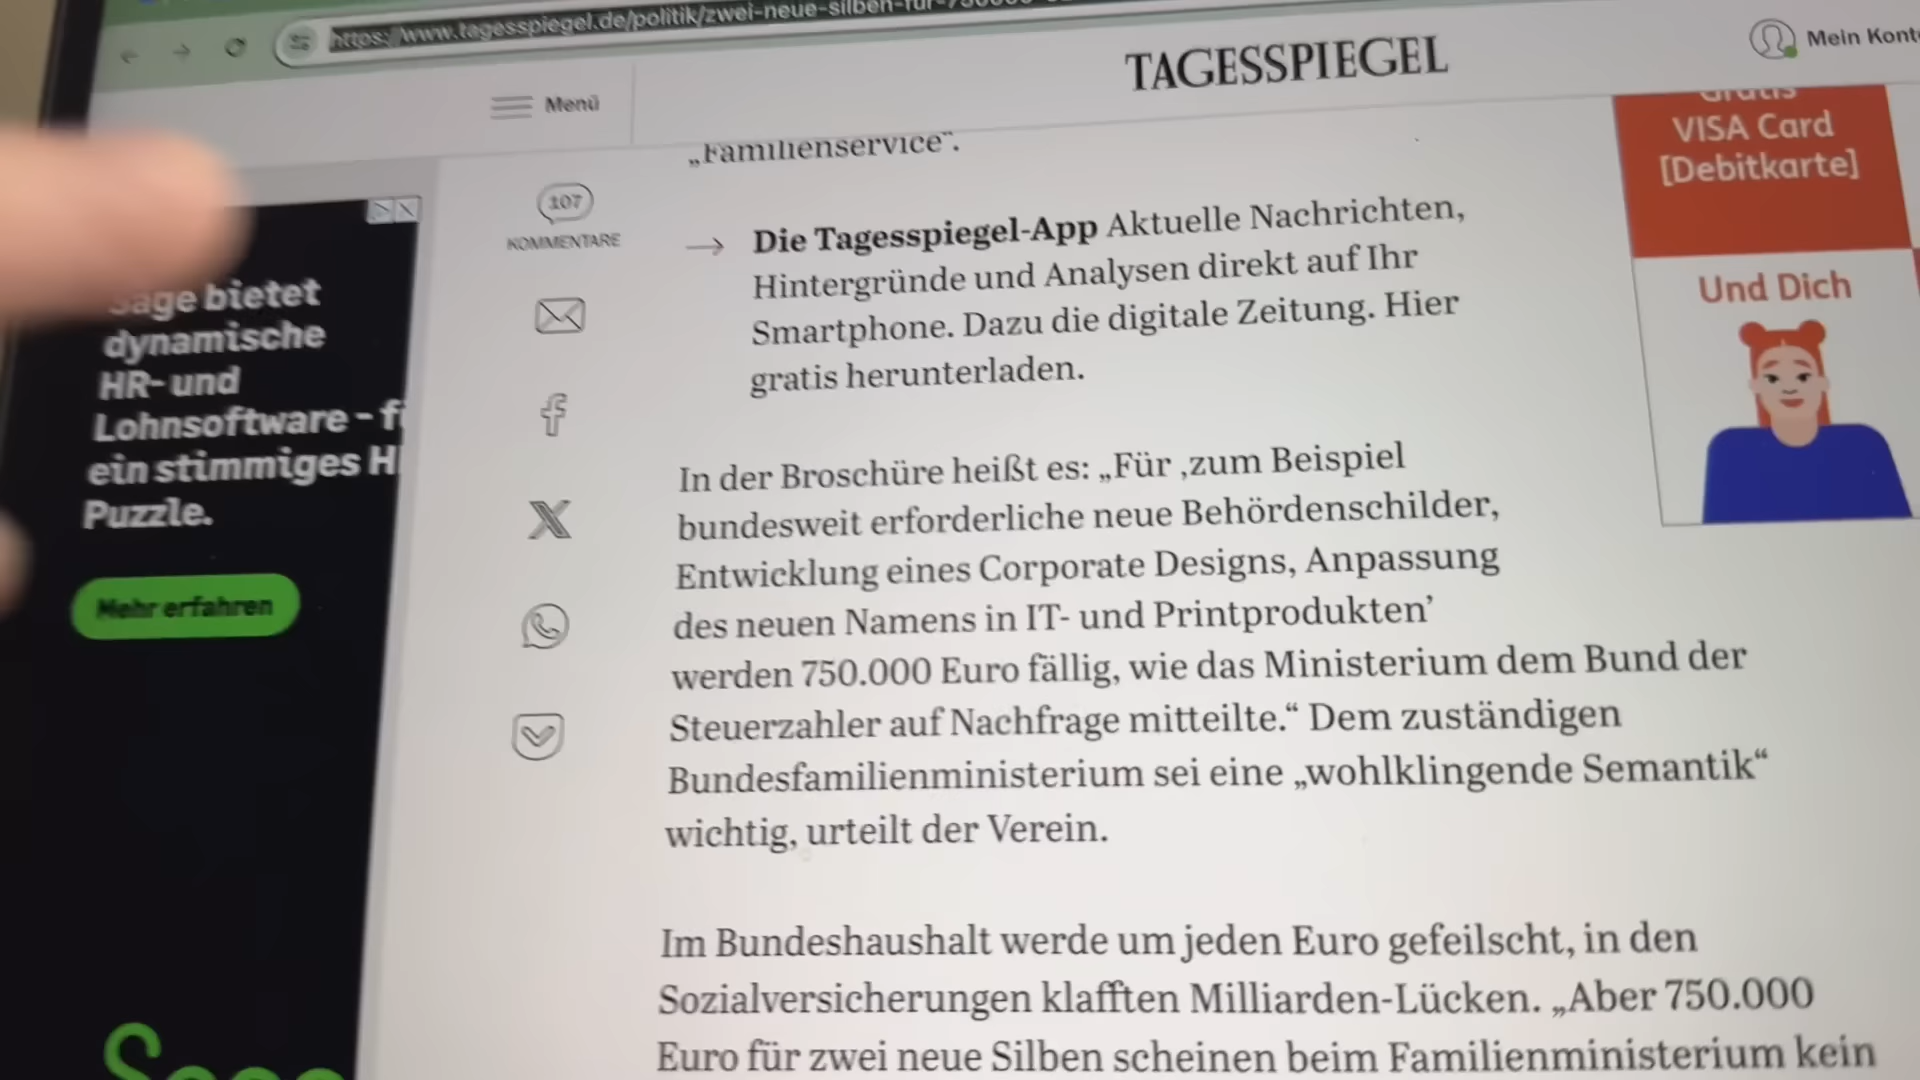 https://www.tagesspiegel.de/politik/zwei-neue-silben-für-750000-
Menü
TAGESSPIEGEL
Mein Konto
„Familienservice“.
Gratis
VISA Card
[Debitkarte]
Und Dich
107
KOMMENTARE
→ Die Tagesspiegel-App Aktuelle Nachrichten,
Hintergründe und Analysen direkt auf Ihr
Smartphone. Dazu die digitale Zeitung. Hier
gratis herunterladen.
Sage bietet
dynamische
HR- und
Lohnsoftware – f
ein stimmiges H
Puzzle.
Mehr erfahren
In der Broschüre heißt es: „Für ‚zum Beispiel
bundesweit erforderliche neue Behördenschilder,
Entwicklung eines Corporate Designs, Anpassung
des neuen Namens in IT- und Printprodukten’
werden 750.000 Euro fällig, wie das Ministerium dem Bund der
Steuerzahler auf Nachfrage mitteilte.“ Dem zuständigen
Bundesfamilienministerium sei eine „wohlklingende Semantik“
wichtig, urteilt der Verein.
Im Bundeshaushalt werde um jeden Euro gefeilscht, in den
Sozialversicherungen klafften Milliarden-Lücken. „Aber 750.000
Euro für zwei neue Silben scheinen beim Familienministerium kein